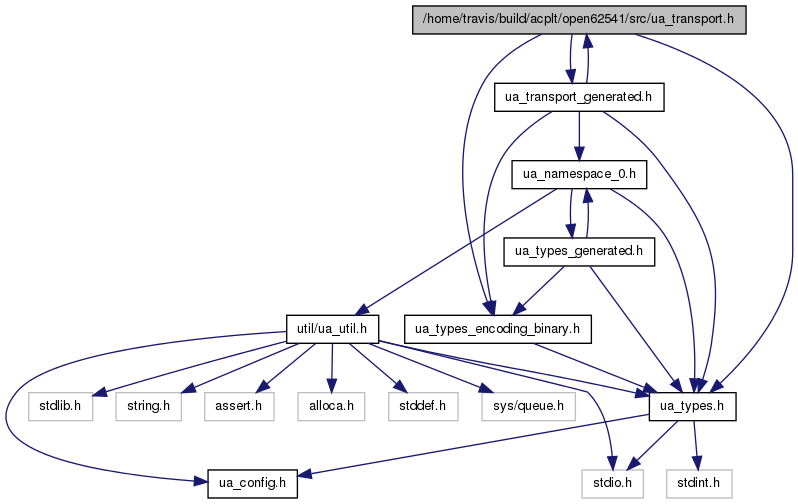 /home/travis/build/acplt/open62541/src/ua_transport.h
ua_transport_generated.h
ua_namespace_0.h
ua_types_generated.h
util/ua_util.h
ua_types_encoding_binary.h
stdlib.h
string.h
assert.h
alloca.h
stddef.h
sys/queue.h
ua_types.h
ua_config.h
stdio.h
stdint.h